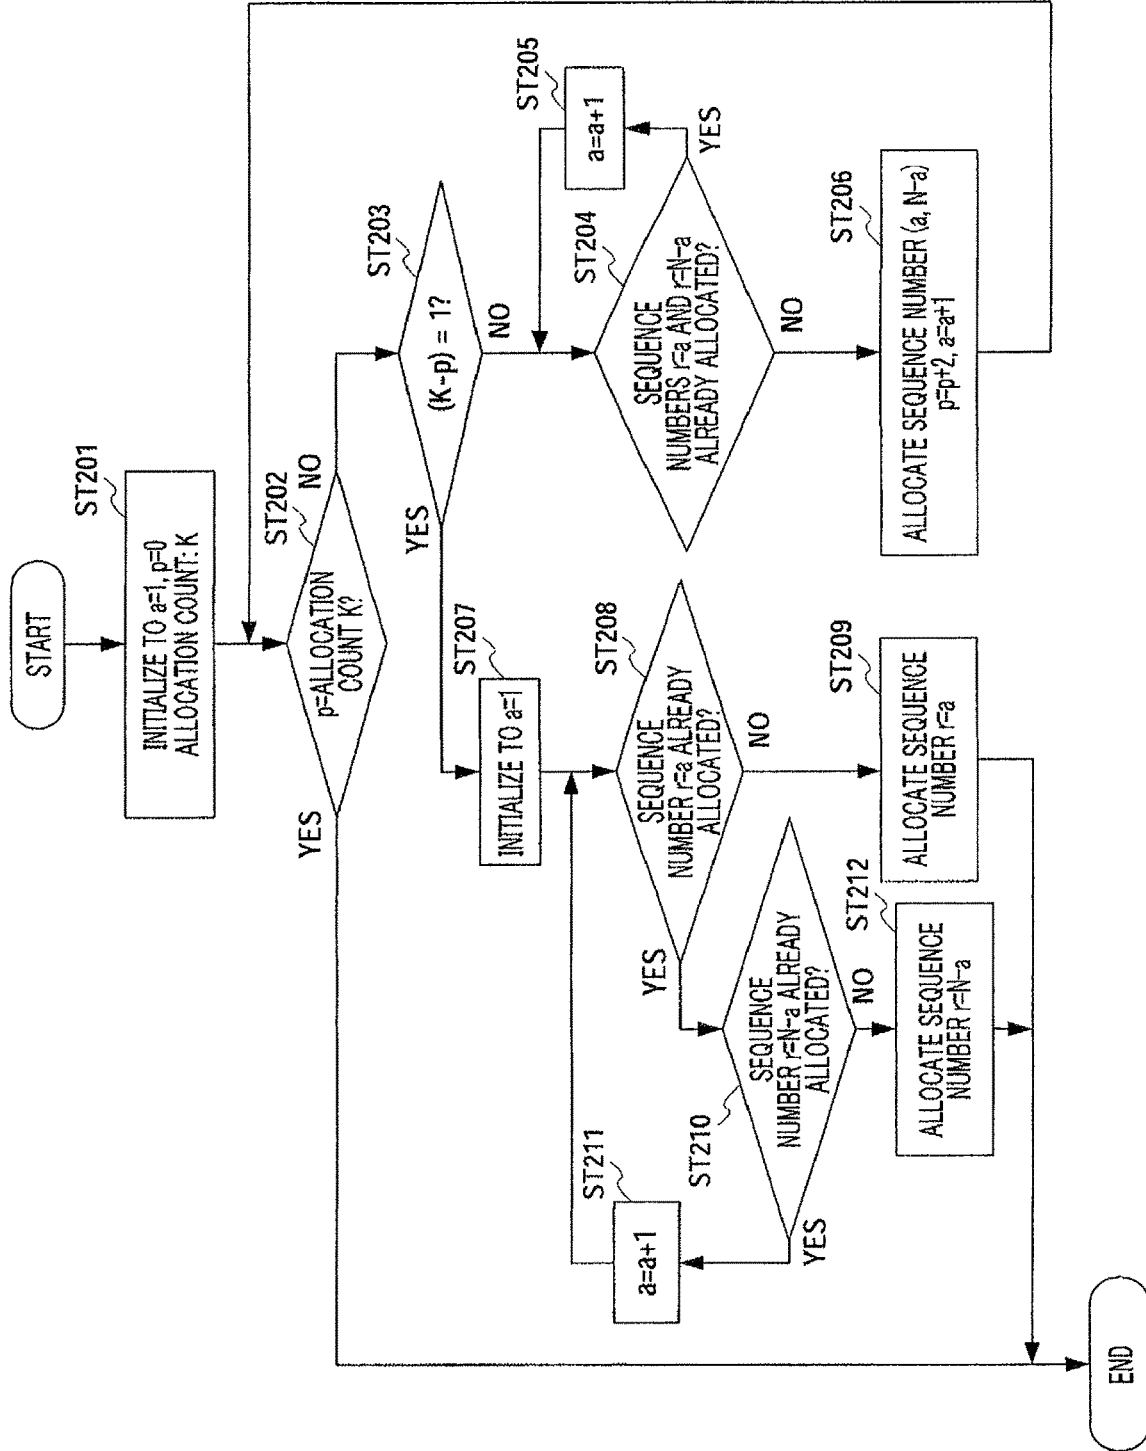 START
ST201
INITIALIZE TO a=1, p=0
ALLOCATION COUNT: K
ST202
p=ALLOCATION
COUNT K?
YES
NO
ST203
(K-p) = 1?
YES
NO
ST204
SEQUENCE
NUMBERS r=a AND r=N-a
ALREADY ALLOCATED?
YES
NO
ST205
a=a+1
ST206
ALLOCATE SEQUENCE NUMBER (a, N-a)
p=p+2, a=a+1
ST207
INITIALIZE TO a=1
ST208
SEQUENCE
NUMBER r=a ALREADY
ALLOCATED?
YES
NO
ST209
ALLOCATE SEQUENCE
NUMBER r=a
ST210
SEQUENCE
NUMBER r=N-a ALREADY
ALLOCATED?
YES
NO
ST211
a=a+1
ST212
ALLOCATE SEQUENCE
NUMBER r=N-a
END